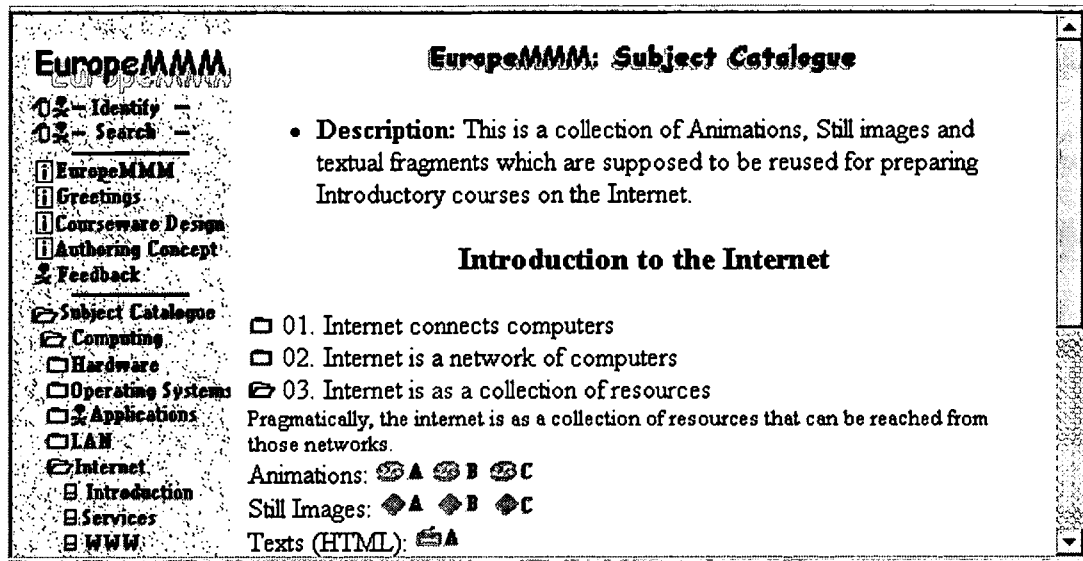 EuropeMMM
- Identify -
- Search -
EuropeMMM
Greetings
Courseware Design
Authoring Concept
Feedback
Subject Catalogue
Computing
Hardware
Operating Systems
Applications
LAN
Internet
Introduction
Services
WWW
EuropeMMM: Subject Catalogue
• Description: This is a collection of Animations, Still images and
textual fragments which are supposed to be reused for preparing
Introductory courses on the Internet.
Introduction to the Internet
01. Internet connects computers
02. Internet is a network of computers
03. Internet is as a collection of resources
Pragmatically, the internet is as a collection of resources that can be reached from
those networks.
Animations: A B C
Still Images: A B C
Texts (HTML): A